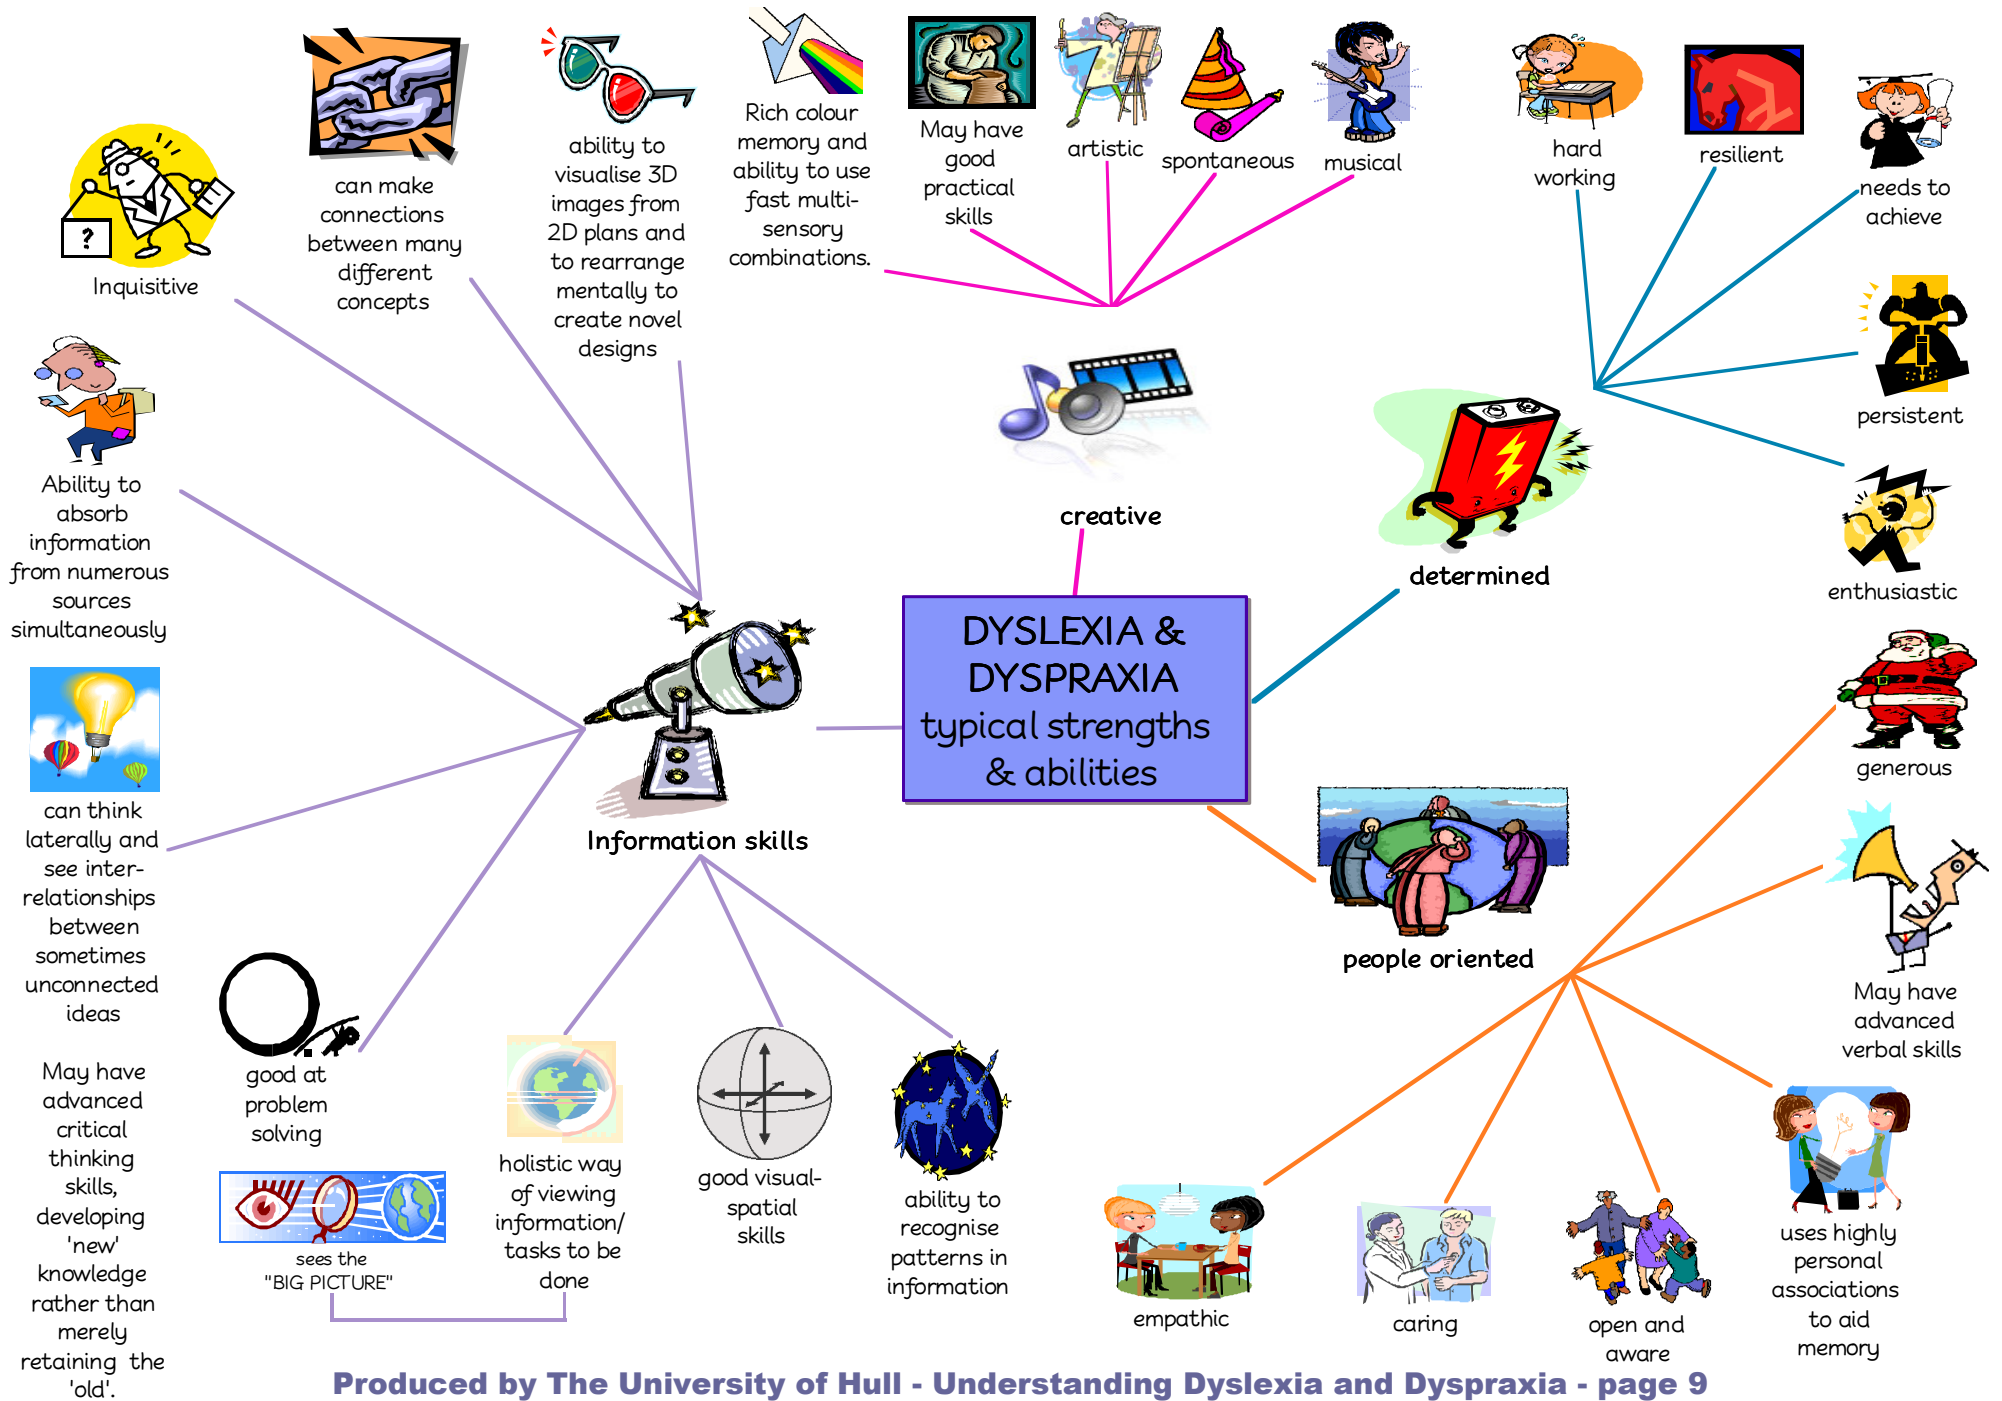 DYSLEXIA &
DYSPRAXIA
typical strengths
& abilities
Information skills
Inquisitive
can make
connections
between many
different
concepts
ability to
visualise 3D
images from
2D plans and
to rearrange
mentally to
create novel
designs
Ability to
absorb
information
from numerous
sources
simultaneously
can think
laterally and
see inter-
relationships
between
sometimes
unconnected
ideas
May have
advanced
critical
thinking
skills,
developing
'new'
knowledge
rather than
merely
retaining the
'old'.
good at
problem
solving
sees the
"BIG PICTURE"
holistic way
of viewing
information/
tasks to be
done
good visual-
spatial
skills
ability to
recognise
patterns in
information
creative
Rich colour
memory and
ability to use
fast multi-
sensory
combinations.
May have
good
practical
skills
artistic
spontaneous
musical
determined
hard
working
resilient
needs to
achieve
persistent
enthusiastic
people oriented
generous
May have
advanced
verbal skills
uses highly
personal
associations
to aid
memory
open and
aware
caring
empathic
?
Produced by The University of Hull - Understanding Dyslexia and Dyspraxia - page 9